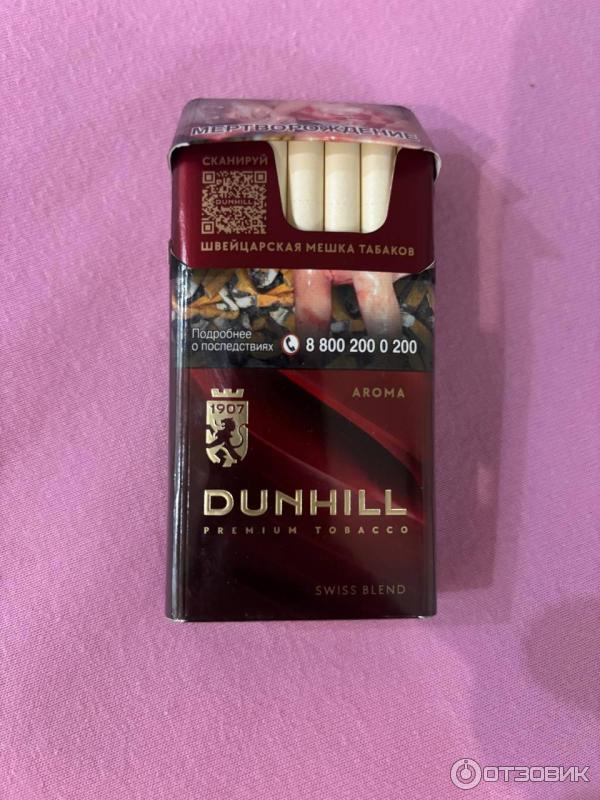 МЕРТВОРОЖДЕНИЕ
СКАНИРУЙ
DUNHILL
ШВЕЙЦАРСКАЯ МЕШКА ТАБАКОВ
Подробнее
о последствиях
8 800 200 0 200
AROMA
1907
DUNHILL
PREMIUM TOBACCO
SWISS BLEND
ОТЗОВИК